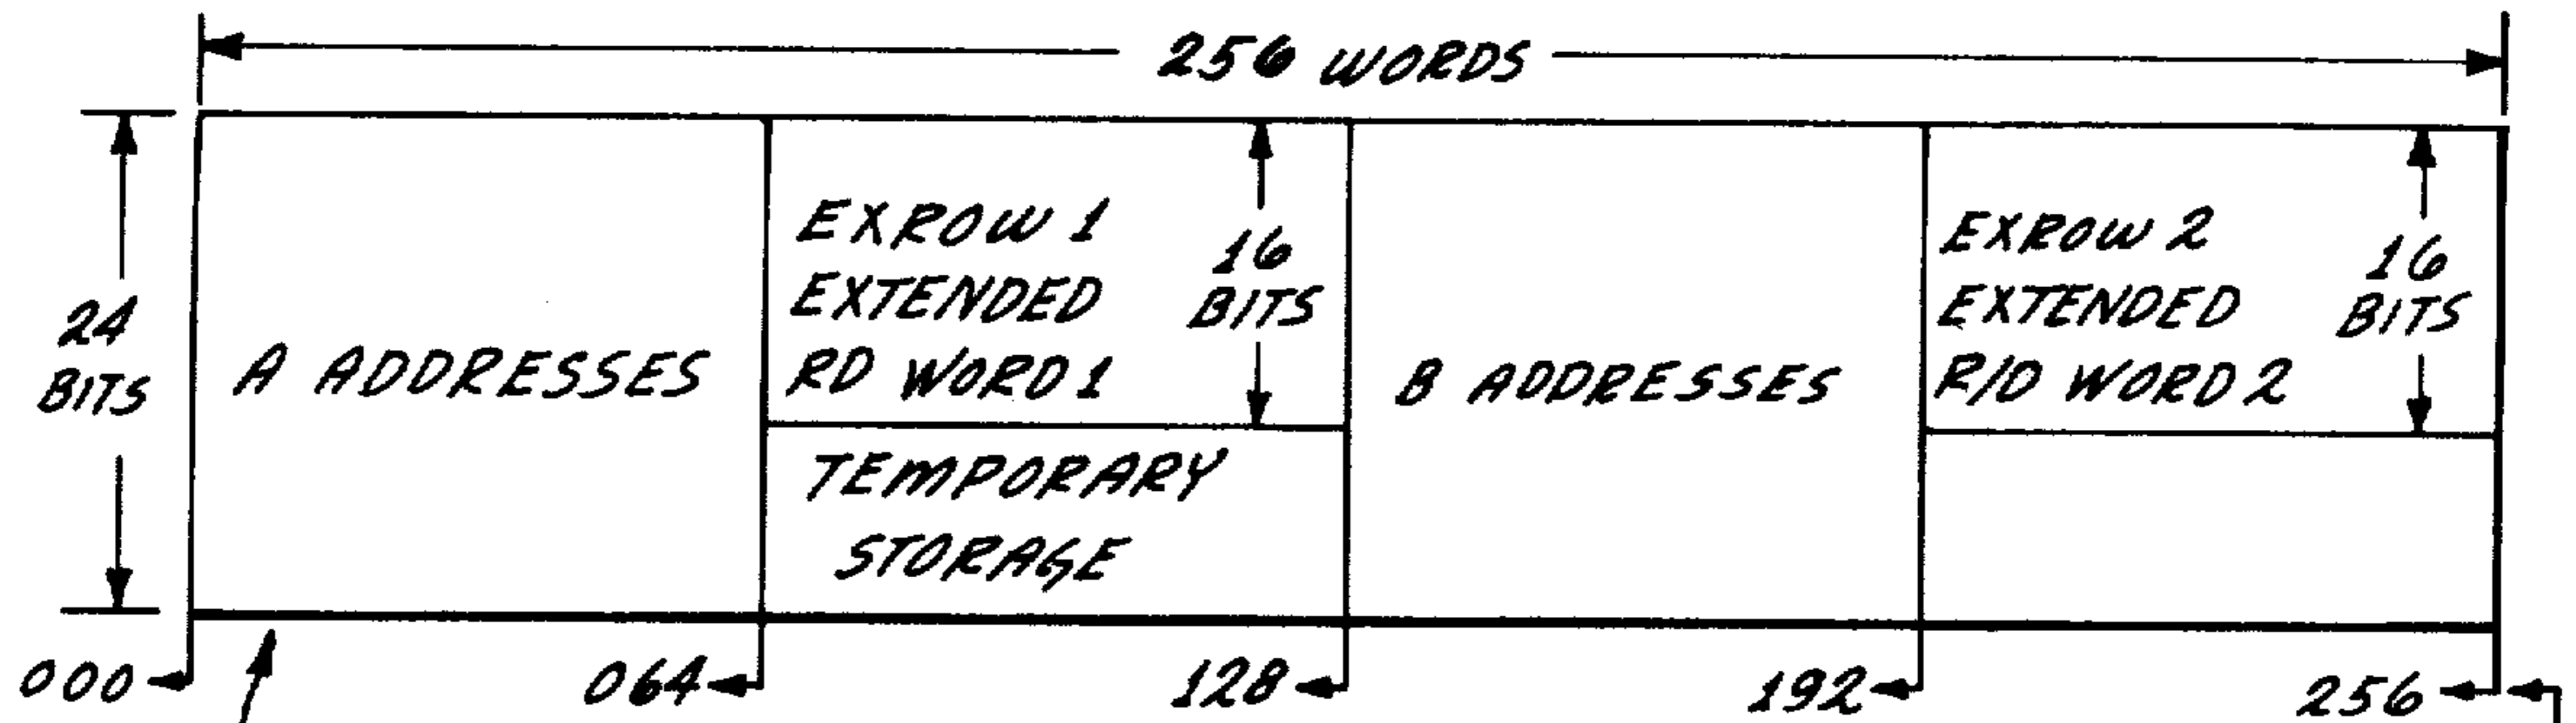 256 WORDS
24
BITS
A ADDRESSES
EXROW 1
EXTENDED
RD WORD 1
16
BITS
TEMPORARY
STORAGE
B ADDRESSES
EXROW 2
EXTENDED
R/D WORD 2
16
BITS
000
064
128
192
256